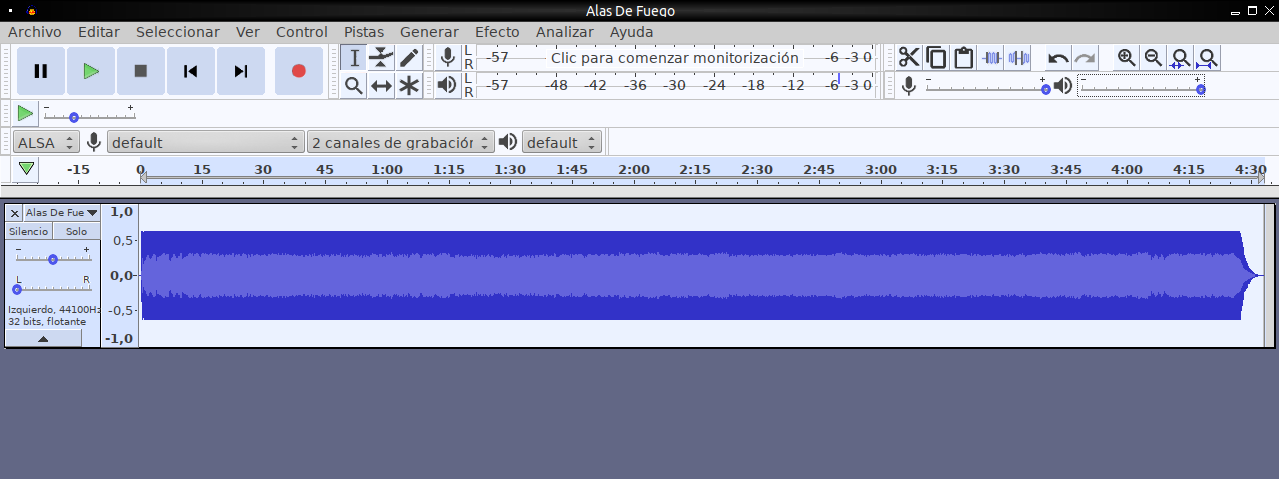 Alas De Fuego
Archivo Editar Seleccionar Ver Control Pistas Generar Efecto Analizar Ayuda
L R -57 Clic para comenzar monitorización -6 -3 0
L R -57 -48 -42 -36 -30 -24 -18 -12 -6 -3 0
- + - +
- +
ALSA default 2 canales de grabación default
-15 0 15 30 45 1:00 1:15 1:30 1:45 2:00 2:15 2:30 2:45 3:00 3:15 3:30 3:45 4:00 4:15 4:30
x Alas De Fue 1,0
Silencio Solo
0,5
- +
0,0
L R
Izquierdo, 44100Hz -0,5
32 bits, flotante
-1,0